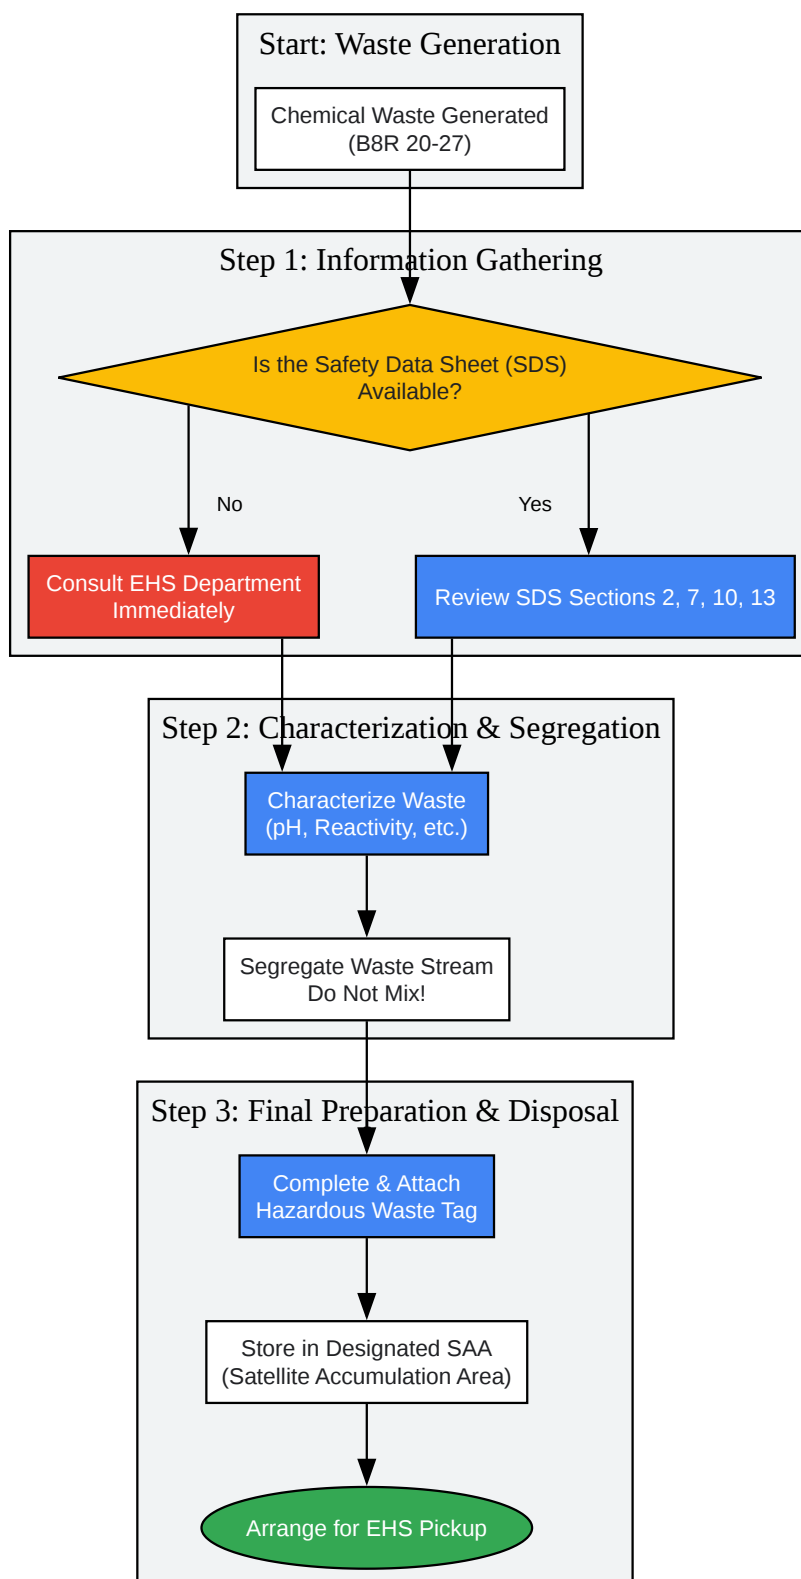 Start: Waste Generation
Chemical Waste Generated
(B8R 20-27)
Step 1: Information Gathering
Is the Safety Data Sheet (SDS)
Available?
No
Yes
Consult EHS Department
Immediately
Review SDS Sections 2, 7, 10, 13
Step 2: Characterization & Segregation
Characterize Waste
(pH, Reactivity, etc.)
Segregate Waste Stream
Do Not Mix!
Step 3: Final Preparation & Disposal
Complete & Attach
Hazardous Waste Tag
Store in Designated SAA
(Satellite Accumulation Area)
Arrange for EHS Pickup